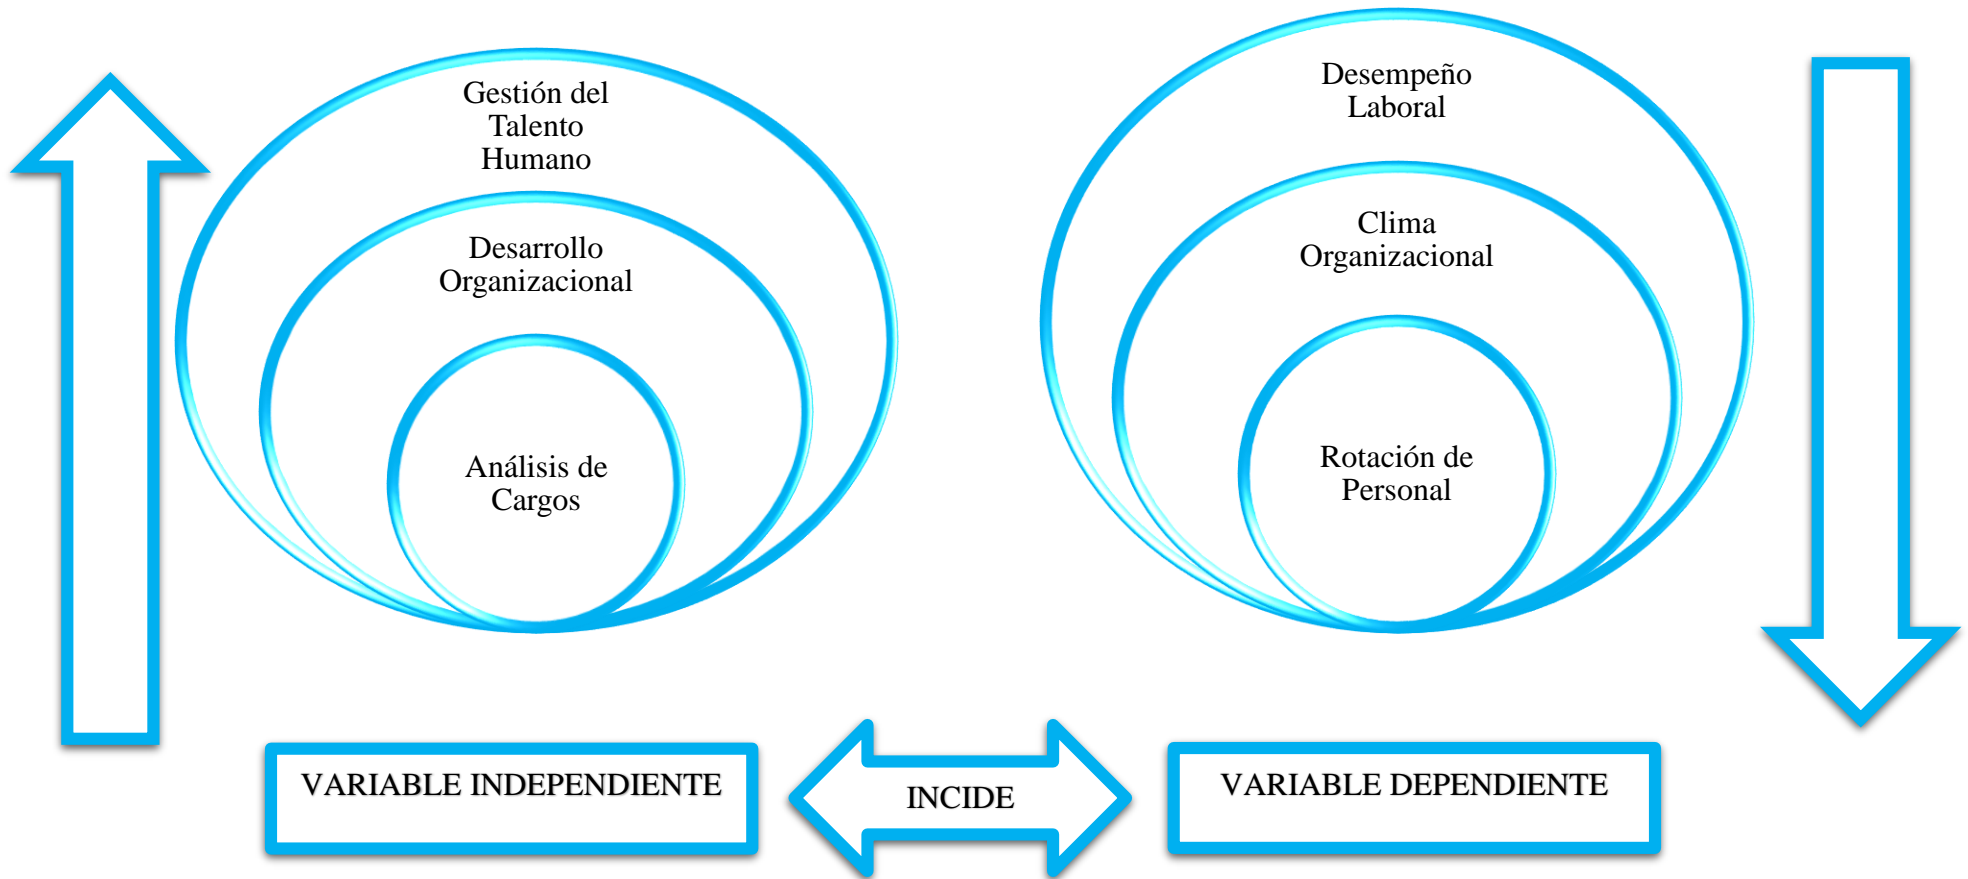 Gestión del
Talento
Humano
Desarrollo
Organizacional
Análisis de
Cargos
Desempeño
Laboral
Clima
Organizacional
Rotación de
Personal
VARIABLE INDEPENDIENTE
INCIDE
VARIABLE DEPENDIENTE